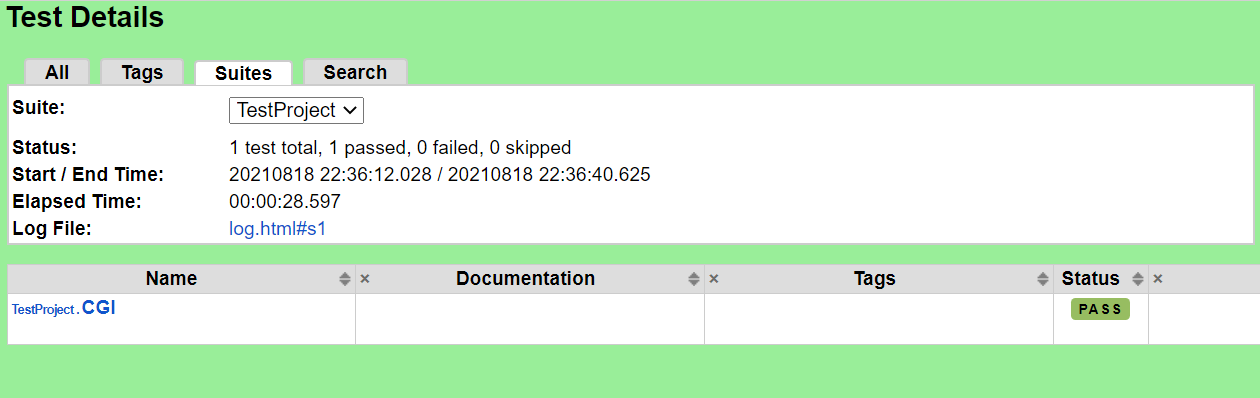 Test Details
All Tags Suites Search
Suite: TestProject
Status: 1 test total, 1 passed, 0 failed, 0 skipped
Start / End Time: 20210818 22:36:12.028 / 20210818 22:36:40.625
Elapsed Time: 00:00:28.597
Log File: log.html#s1
Name × Documentation × Tags Status ×
TestProject.CGI PASS